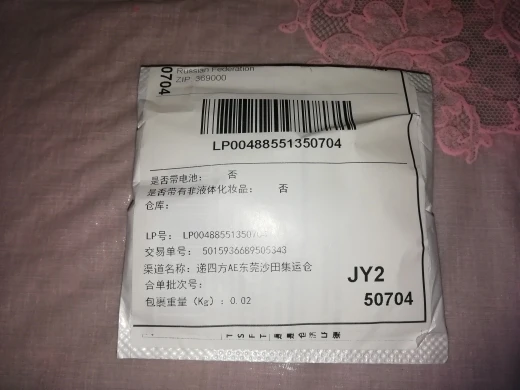 0704
Russian Federation
ZIP 369000
LP00488551350704
是否带电池： 否
是否带有非液体化妆品： 否
仓库：
LP号： LP00488551350704
交易单号： 5015936689505343
渠道名称：递四方AE东莞沙田集运仓
合单批次号：
包裹重量（Kg）：0.02
JY2
50704